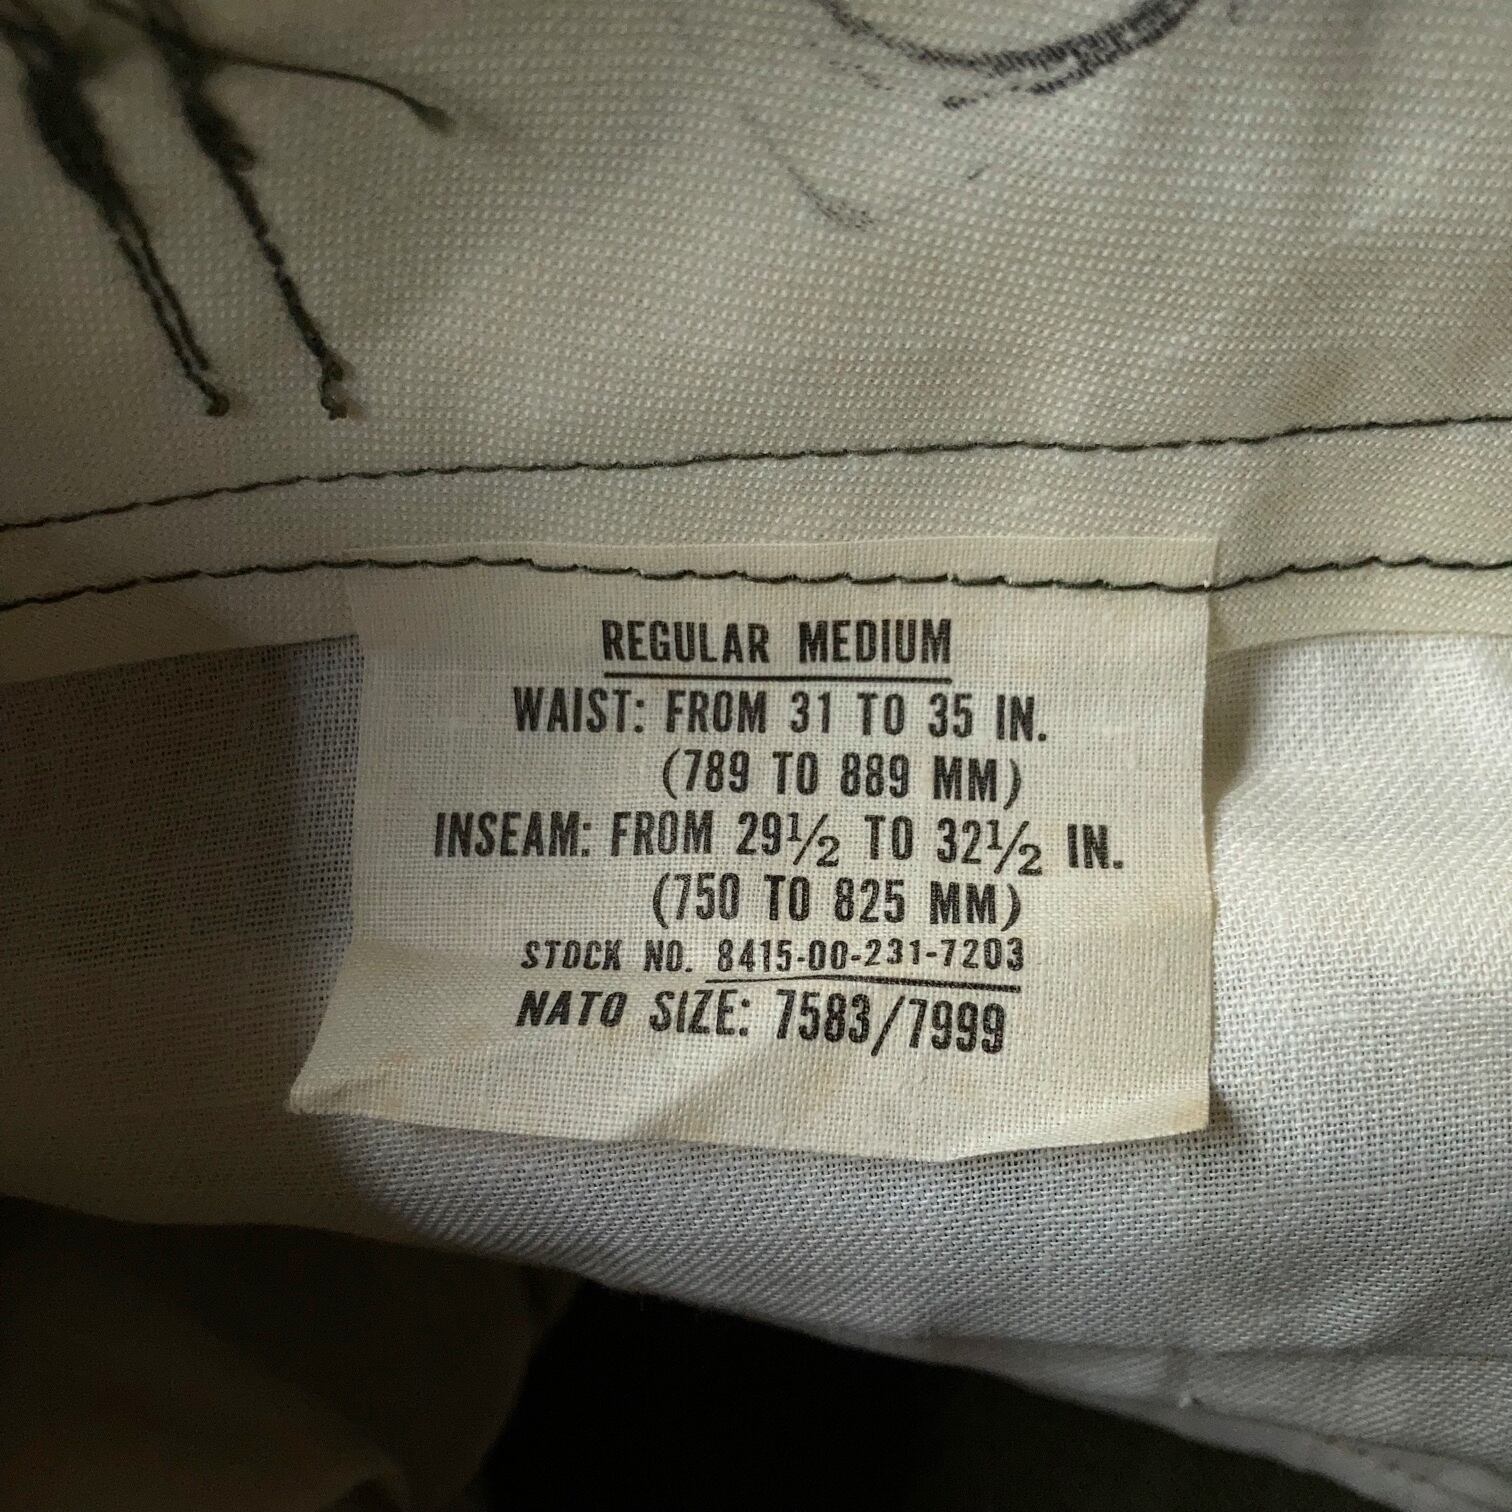 REGULAR MEDIUM
WAIST: FROM 31 TO 35 IN.
(789 TO 889 MM)
INSEAM: FROM 29½ TO 32½ IN.
(750 TO 825 MM)
STOCK NO. 8415-00-231-7203
NATO SIZE: 7583/7999